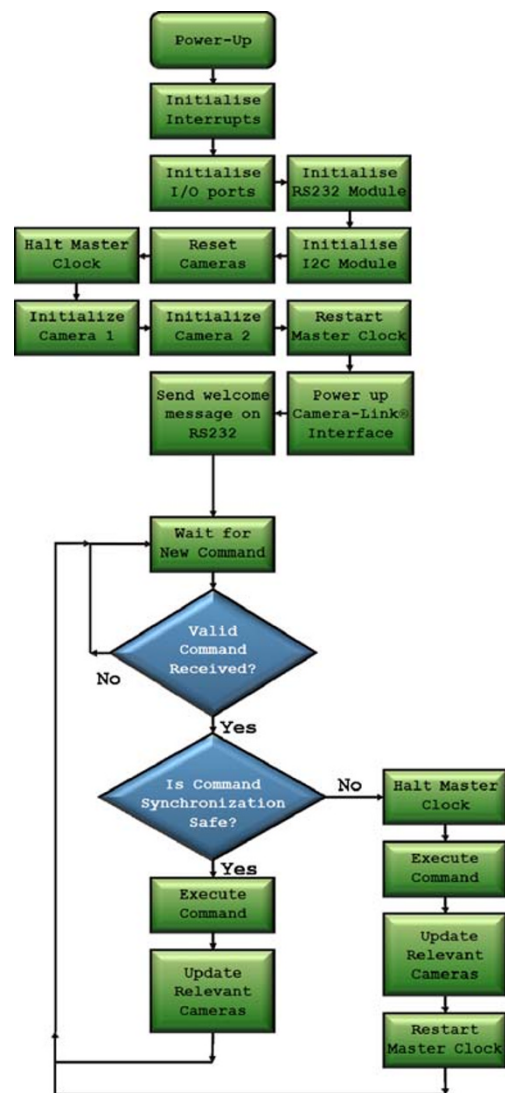 Power-Up
Initialise
Interrupts
Initialise
I/O ports
Initialise
RS232 Module
Halt Master
Clock
Reset
Cameras
Initialise
I2C Module
Initialize
Camera 1
Initialize
Camera 2
Restart
Master Clock
Send welcome
message on
RS232
Power up
Camera-Link®
Interface
Wait for
New Command
Valid
Command
Received?
No
Yes
Is Command
Synchronization
Safe?
No
Yes
Halt Master
Clock
Execute
Command
Execute
Command
Update
Relevant
Cameras
Update
Relevant
Cameras
Restart
Master Clock